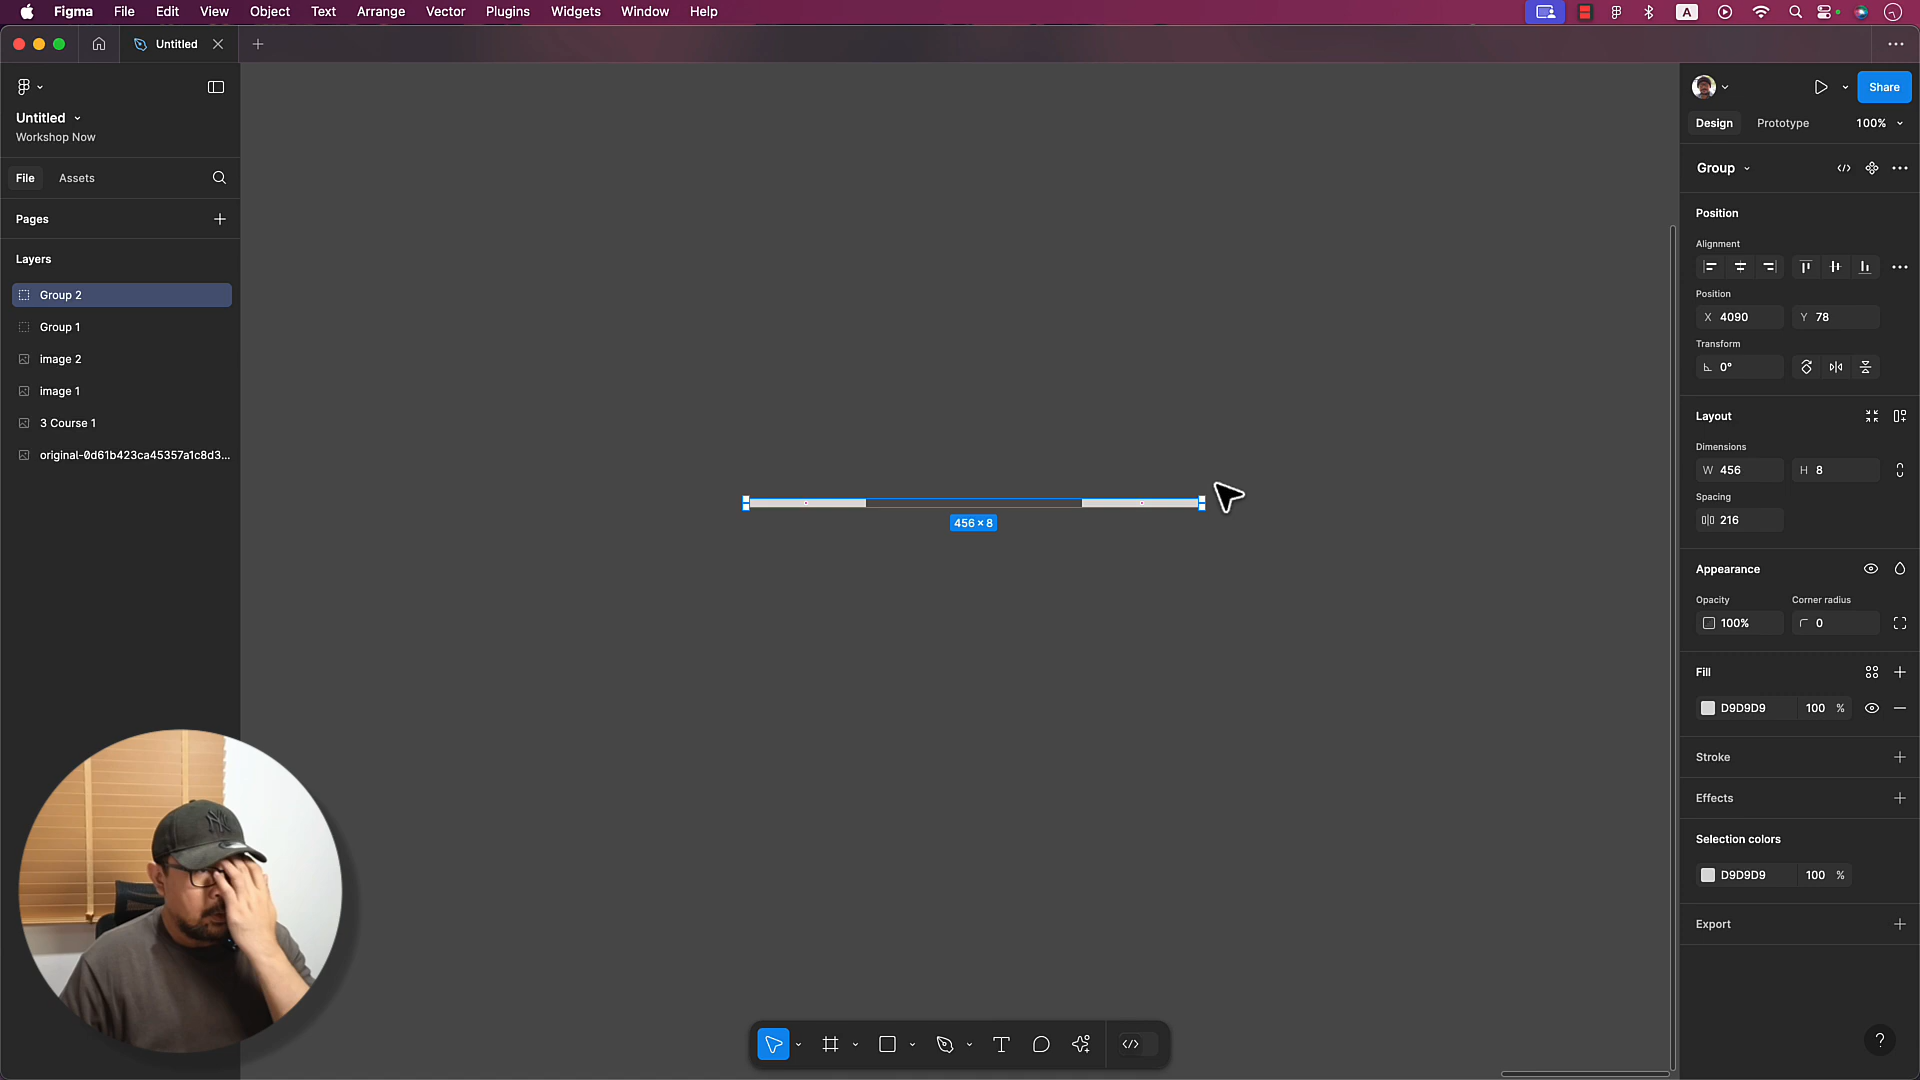 Figma File Edit View Object Text Arrange Vector Plugins Widgets Window Help
A
Untitled
Untitled
Workshop Now
File Assets
Pages
Layers
Group 2
Group 1
image 2
image 1
3 Course 1
original-0d61b423ca45357a1c8d3...
456 × 8
Share
Design Prototype 100%
Group
Position
Alignment
Position
X 4090 Y 78
Transform
0°
Layout
Dimensions
W 456 H 8
Spacing
216
Appearance
Opacity Corner radius
100% 0
Fill
D9D9D9 100 %
Stroke
Effects
Selection colors
D9D9D9 100 %
Export
?